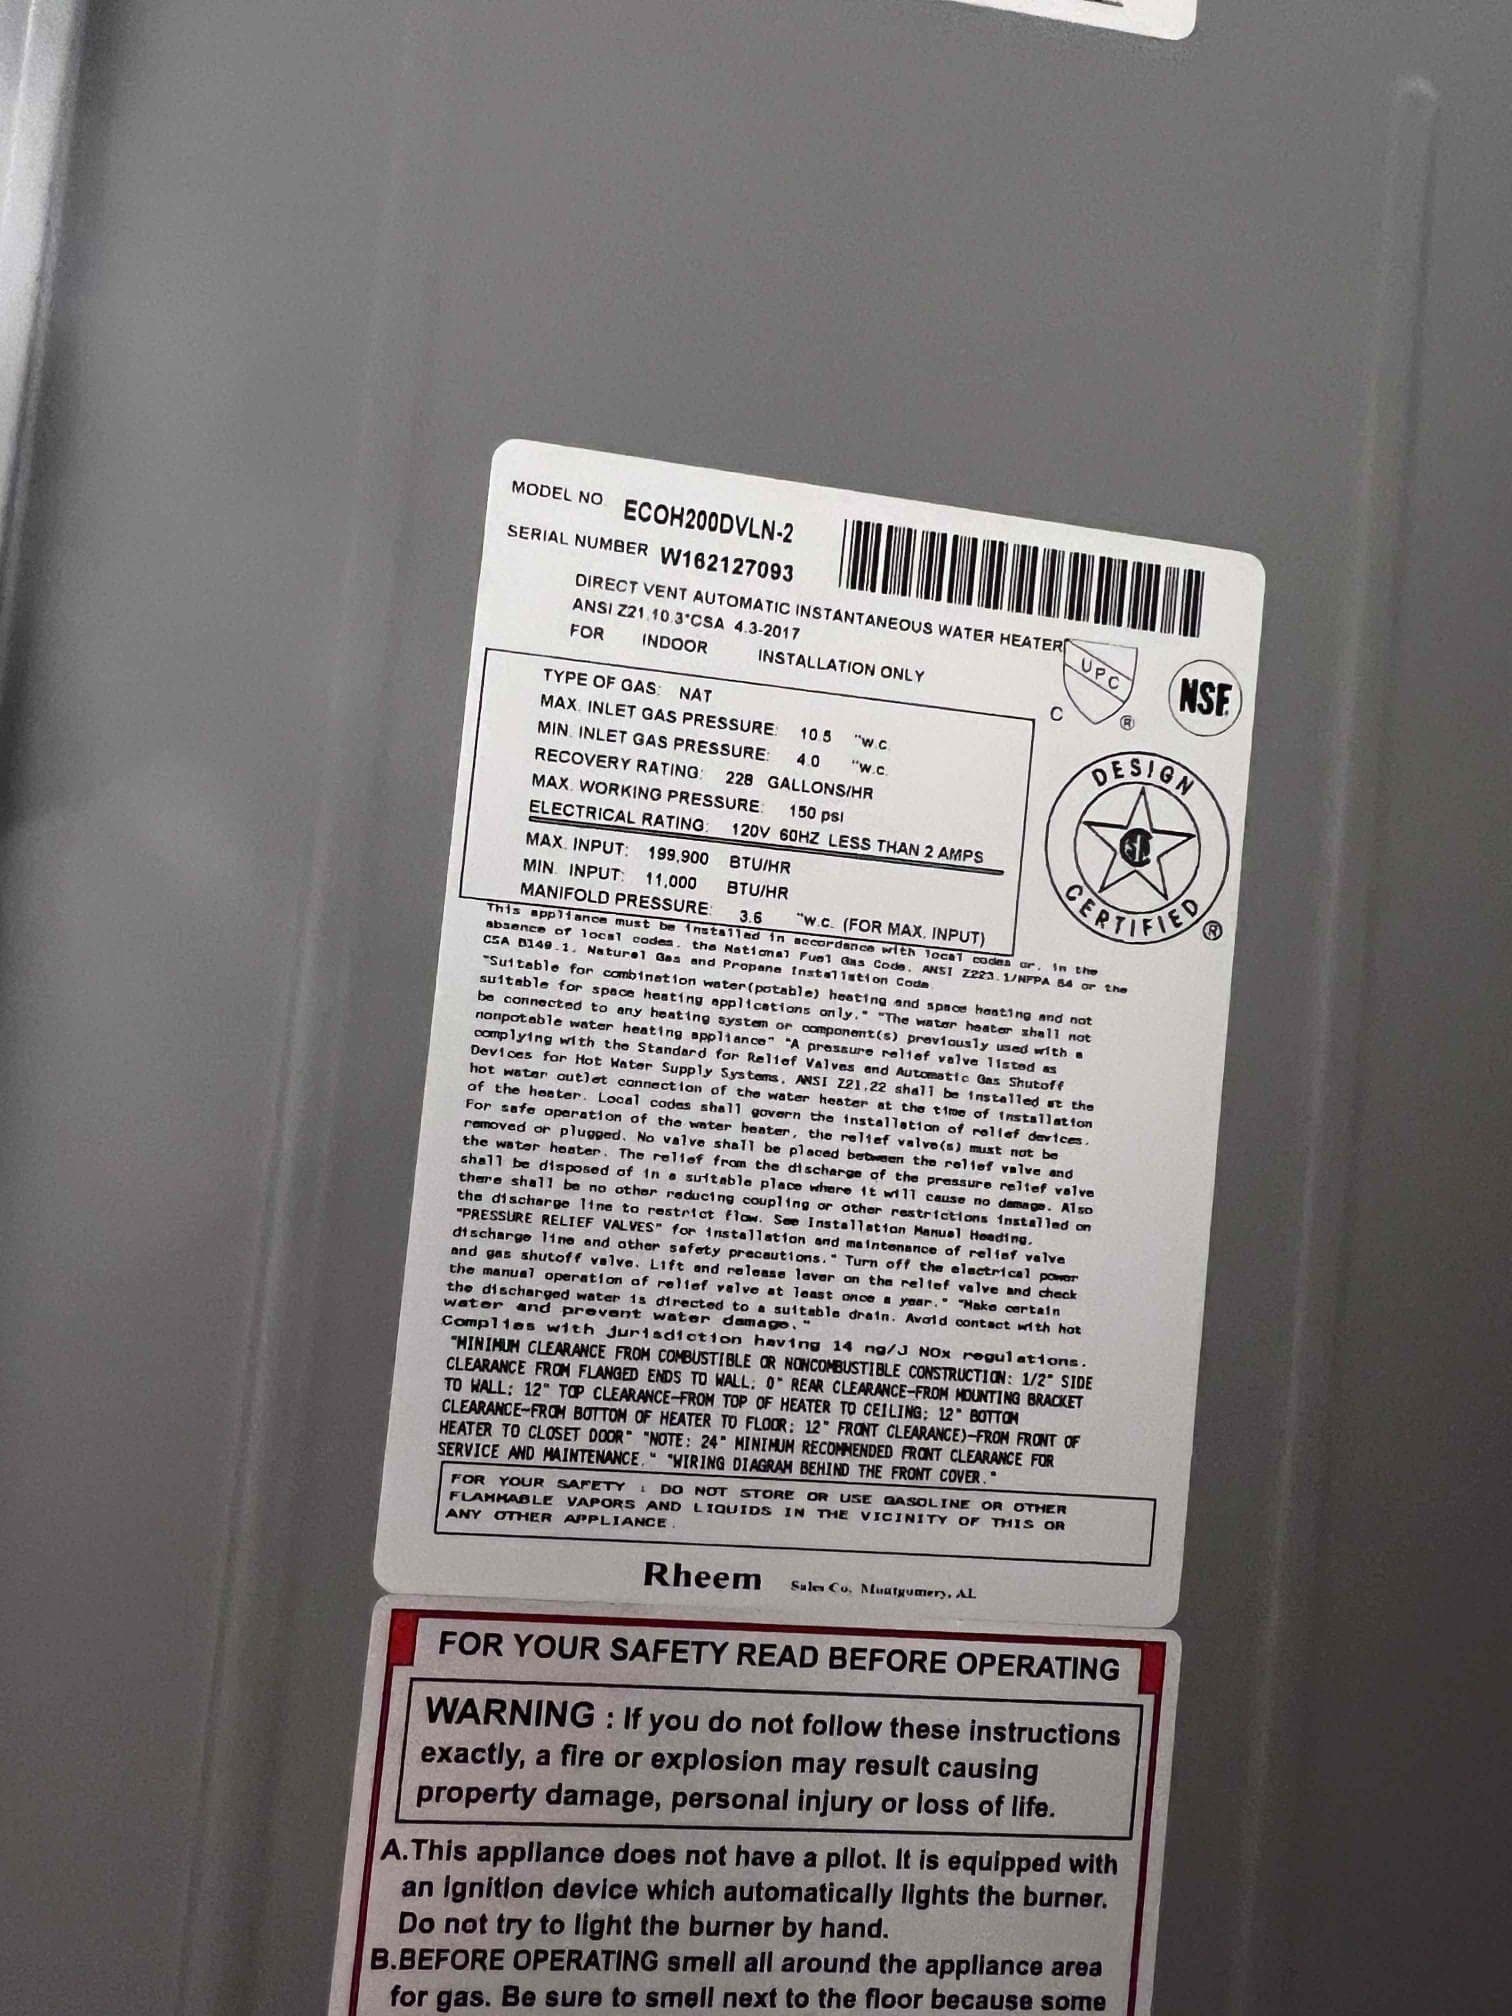 MODEL NO. ECOH200DVLN-2
SERIAL NUMBER W162127093
DIRECT VENT AUTOMATIC INSTANTANEOUS WATER HEATER
ANSI Z21.10.3*CSA 4.3-2017
FOR INDOOR INSTALLATION ONLY
UPC
C ®
NSF.
TYPE OF GAS: NAT
MAX. INLET GAS PRESSURE: 10.5 "w.c.
MIN. INLET GAS PRESSURE: 4.0 "w.c.
RECOVERY RATING: 228 GALLONS/HR
MAX. WORKING PRESSURE: 150 psi
ELECTRICAL RATING: 120V 60HZ LESS THAN 2 AMPS
MAX. INPUT: 199,900 BTU/HR
MIN. INPUT: 11,000 BTU/HR
MANIFOLD PRESSURE: 3.6 "w.c. (FOR MAX. INPUT)
DESIGN
CERTIFIED ®
This appliance must be installed in accordance with local codes or, in the
absence of local codes, the National Fuel Gas Code, ANSI Z223.1/NFPA 54 or the
CSA B149.1, Natural Gas and Propane Installation Code.
"Suitable for combination water(potable) heating and space heating and not
suitable for space heating applications only." "The water heater shall not
be connected to any heating system or component(s) previously used with a
nonpotable water heating appliance" "A pressure relief valve listed as
complying with the Standard for Relief Valves and Automatic Gas Shutoff
Devices for Hot Water Supply Systems, ANSI Z21,22 shall be installed at the
hot water outlet connection of the water heater at the time of installation
of the heater. Local codes shall govern the installation of relief devices.
For safe operation of the water heater, the relief valve(s) must not be
removed or plugged. No valve shall be placed between the relief valve and
the water heater. The relief from the discharge of the pressure relief valve
shall be disposed of in a suitable place where it will cause no damage. Also
there shall be no other reducing coupling or other restrictions installed on
the discharge line to restrict flow. See Installation Manual Heading,
"PRESSURE RELIEF VALVES" for installation and maintenance of relief valve
discharge line and other safety precautions." Turn off the electrical power
and gas shutoff valve. Lift and release lever on the relief valve and check
the manual operation of relief valve at least once a year." "Make certain
the discharged water is directed to a suitable drain. Avoid contact with hot
water and prevent water damage."
Complies with jurisdiction having 14 ng/J NOx regulations.
"MINIMUM CLEARANCE FROM COMBUSTIBLE OR NONCOMBUSTIBLE CONSTRUCTION: 1/2" SIDE
CLEARANCE FROM FLANGED ENDS TO WALL; 0" REAR CLEARANCE-FROM MOUNTING BRACKET
TO WALL; 12" TOP CLEARANCE-FROM TOP OF HEATER TO CEILING; 12" BOTTOM
CLEARANCE-FROM BOTTOM OF HEATER TO FLOOR; 12" FRONT CLEARANCE)-FROM FRONT OF
HEATER TO CLOSET DOOR" "NOTE: 24" MINIMUM RECOMMENDED FRONT CLEARANCE FOR
SERVICE AND MAINTENANCE." "WIRING DIAGRAM BEHIND THE FRONT COVER."
FOR YOUR SAFETY : DO NOT STORE OR USE GASOLINE OR OTHER
FLAMMABLE VAPORS AND LIQUIDS IN THE VICINITY OF THIS OR
ANY OTHER APPLIANCE.
Rheem Sales Co. Montgomery, AL
FOR YOUR SAFETY READ BEFORE OPERATING
WARNING : If you do not follow these instructions
exactly, a fire or explosion may result causing
property damage, personal injury or loss of life.
A.This appliance does not have a pilot. It is equipped with
an ignition device which automatically lights the burner.
Do not try to light the burner by hand.
B.BEFORE OPERATING smell all around the appliance area
for gas. Be sure to smell next to the floor because some